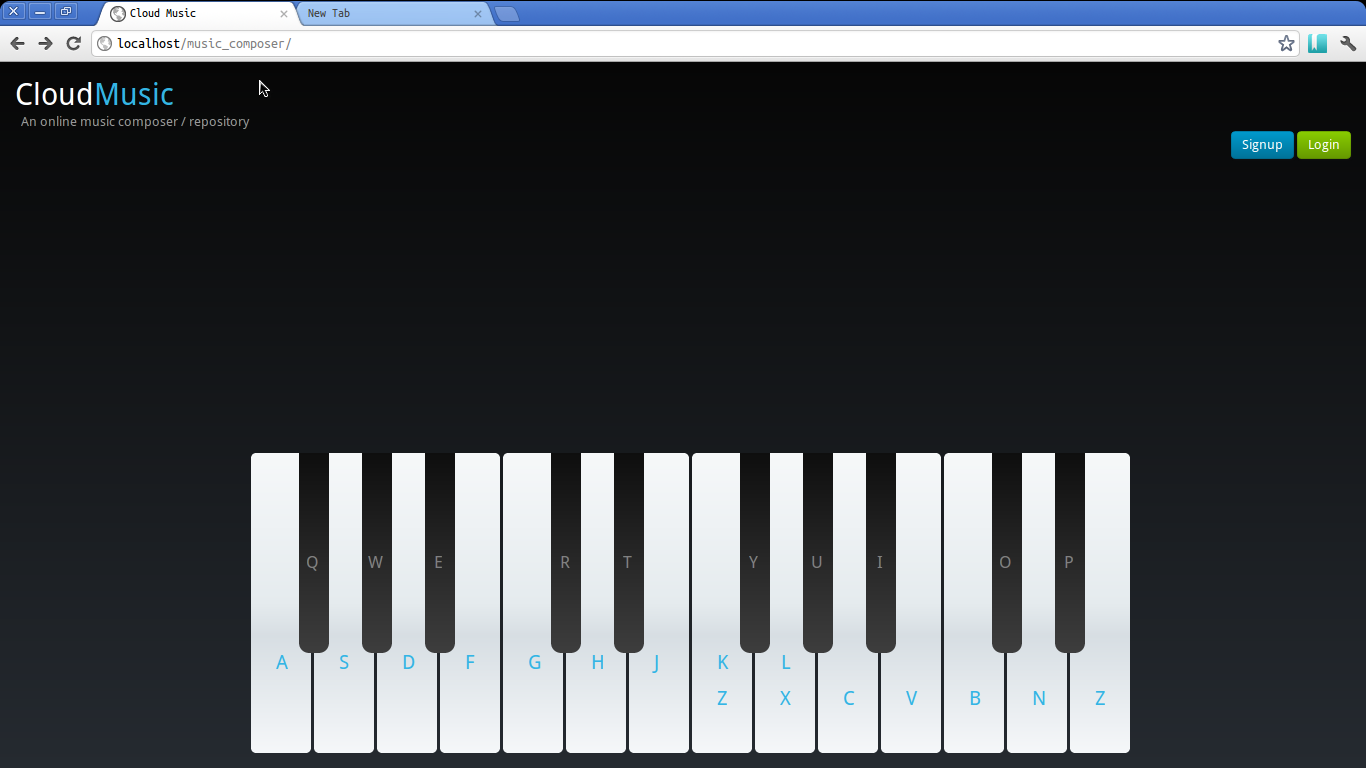 Cloud Music
New Tab
localhost/music_composer/
CloudMusic
An online music composer / repository
Signup Login
Q W E R T Y U I O P
A S D F G H J K L
Z X C V B N Z